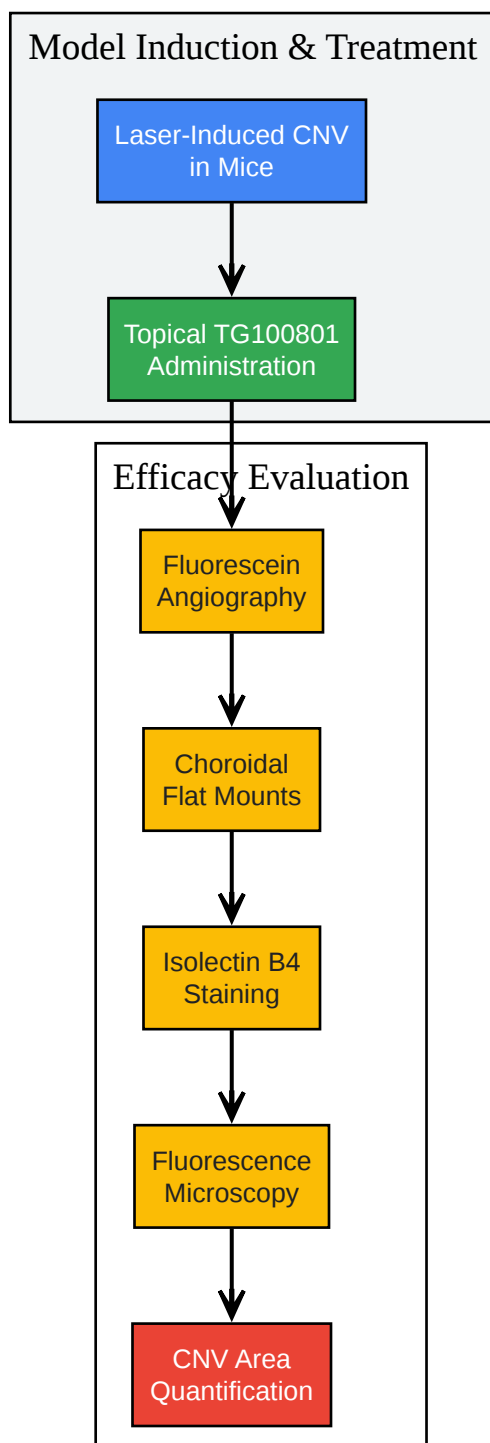 Model Induction & Treatment
Laser-Induced CNV
in Mice
Topical TG100801
Administration
Efficacy Evaluation
Fluorescein
Angiography
Choroidal
Flat Mounts
Isolectin B4
Staining
Fluorescence
Microscopy
CNV Area
Quantification